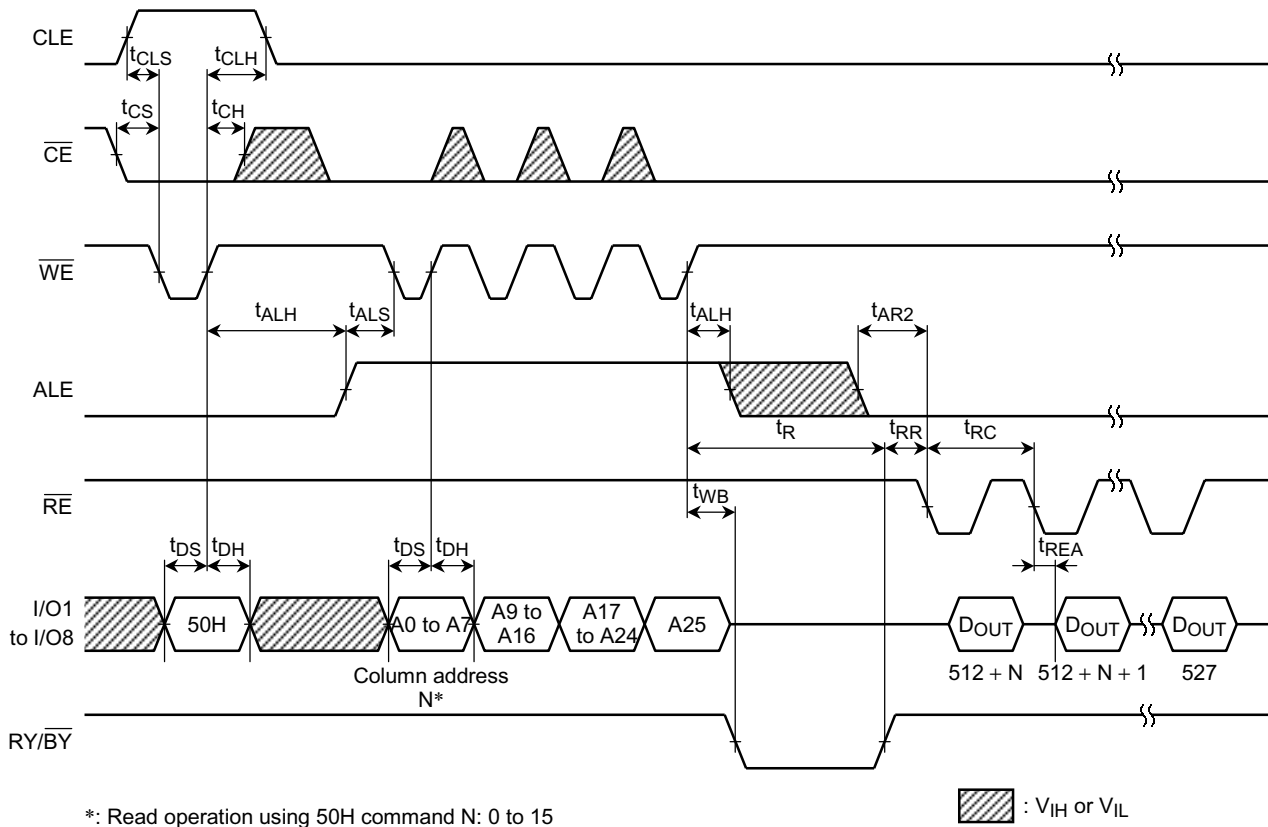 CLE
tCLS
tCLH
tCS
tCH
CE
WE
tALH
tALS
tALH
tAR2
ALE
tR
tRR
tRC
RE
tWB
tDS
tDH
tDS
tDH
tREA
I/O1
to I/O8
50H
A0 to A7
A9 to
A16
A17
to A24
A25
DOUT
DOUT
DOUT
Column address
N*
512 + N
512 + N + 1
527
RY/BY
*: Read operation using 50H command N: 0 to 15
: VIH or VIL